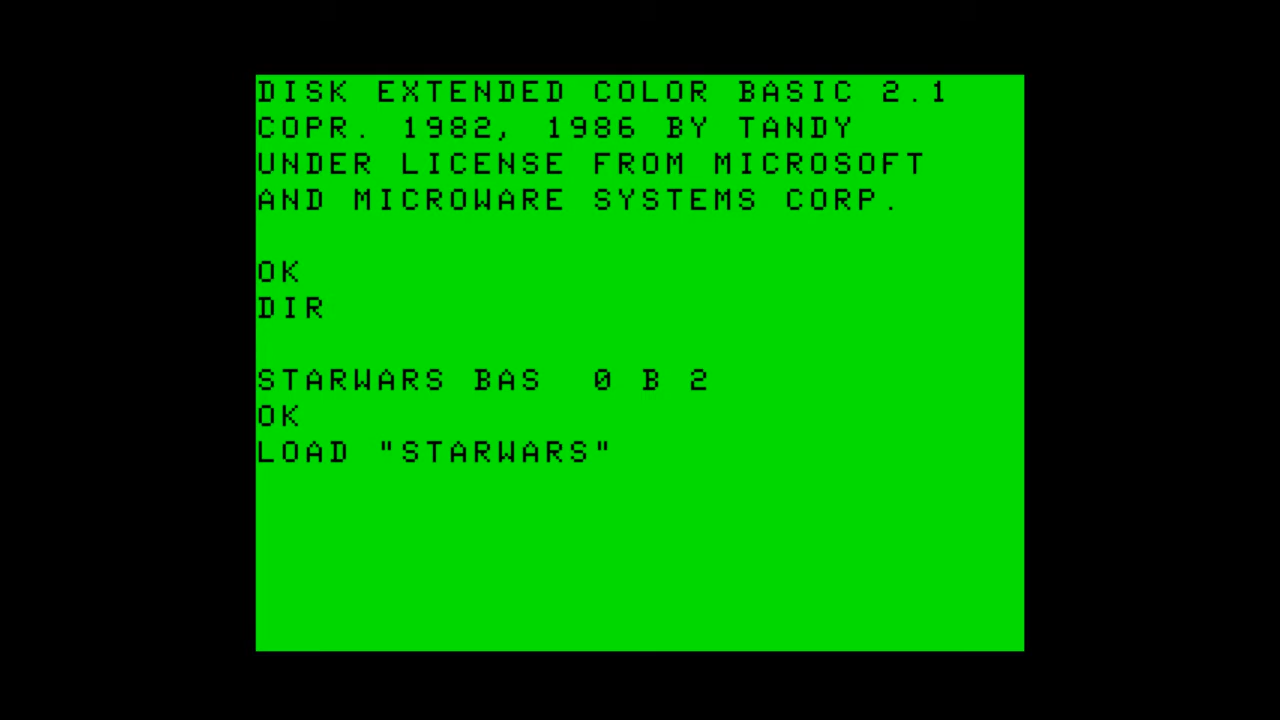 DISK EXTENDED COLOR BASIC 2.1
COPR. 1982, 1986 BY TANDY
UNDER LICENSE FROM MICROSOFT
AND MICROWARE SYSTEMS CORP.
OK
DIR
STARWARS BAS  0 B 2
OK
LOAD "STARWARS"